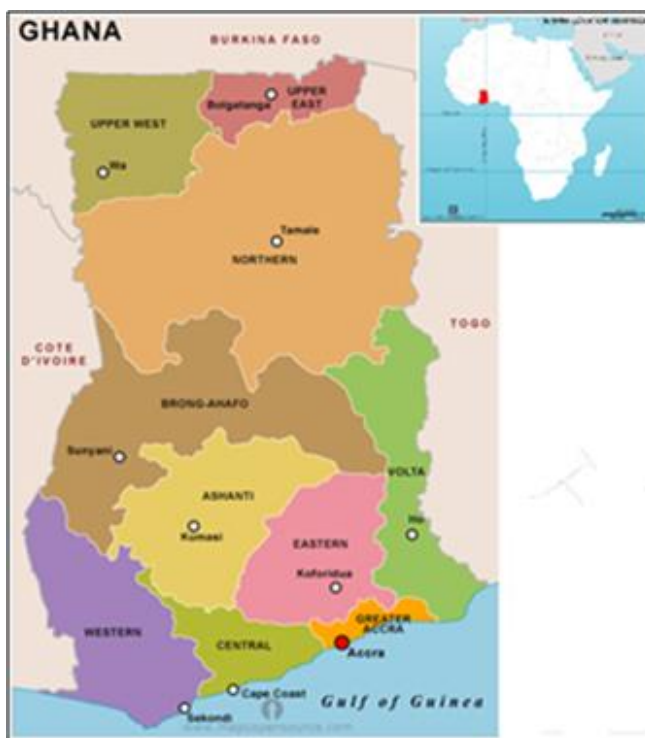 GHANA
BURKINA FASO
Bolgatanga
UPPER
EAST
UPPER WEST
Wa
Tamale
NORTHERN
TOGO
COTE
D'IVOIRE
BRONG-AHAFO
Sunyani
VOLTA
ASHANTI
Ho
Kumasi
EASTERN
Koforidua
GREATER
ACCRA
WESTERN
CENTRAL
Accra
Cape Coast
Gulf of Guinea
Sekondi